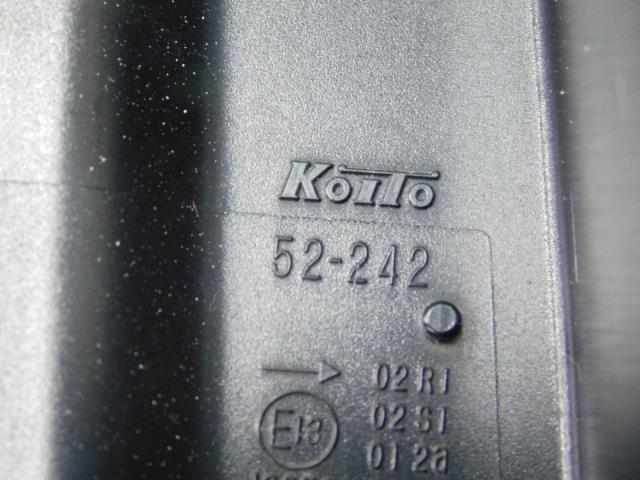 KOITO
52-242
→ 02 R1
E13 02 S1
01 2a